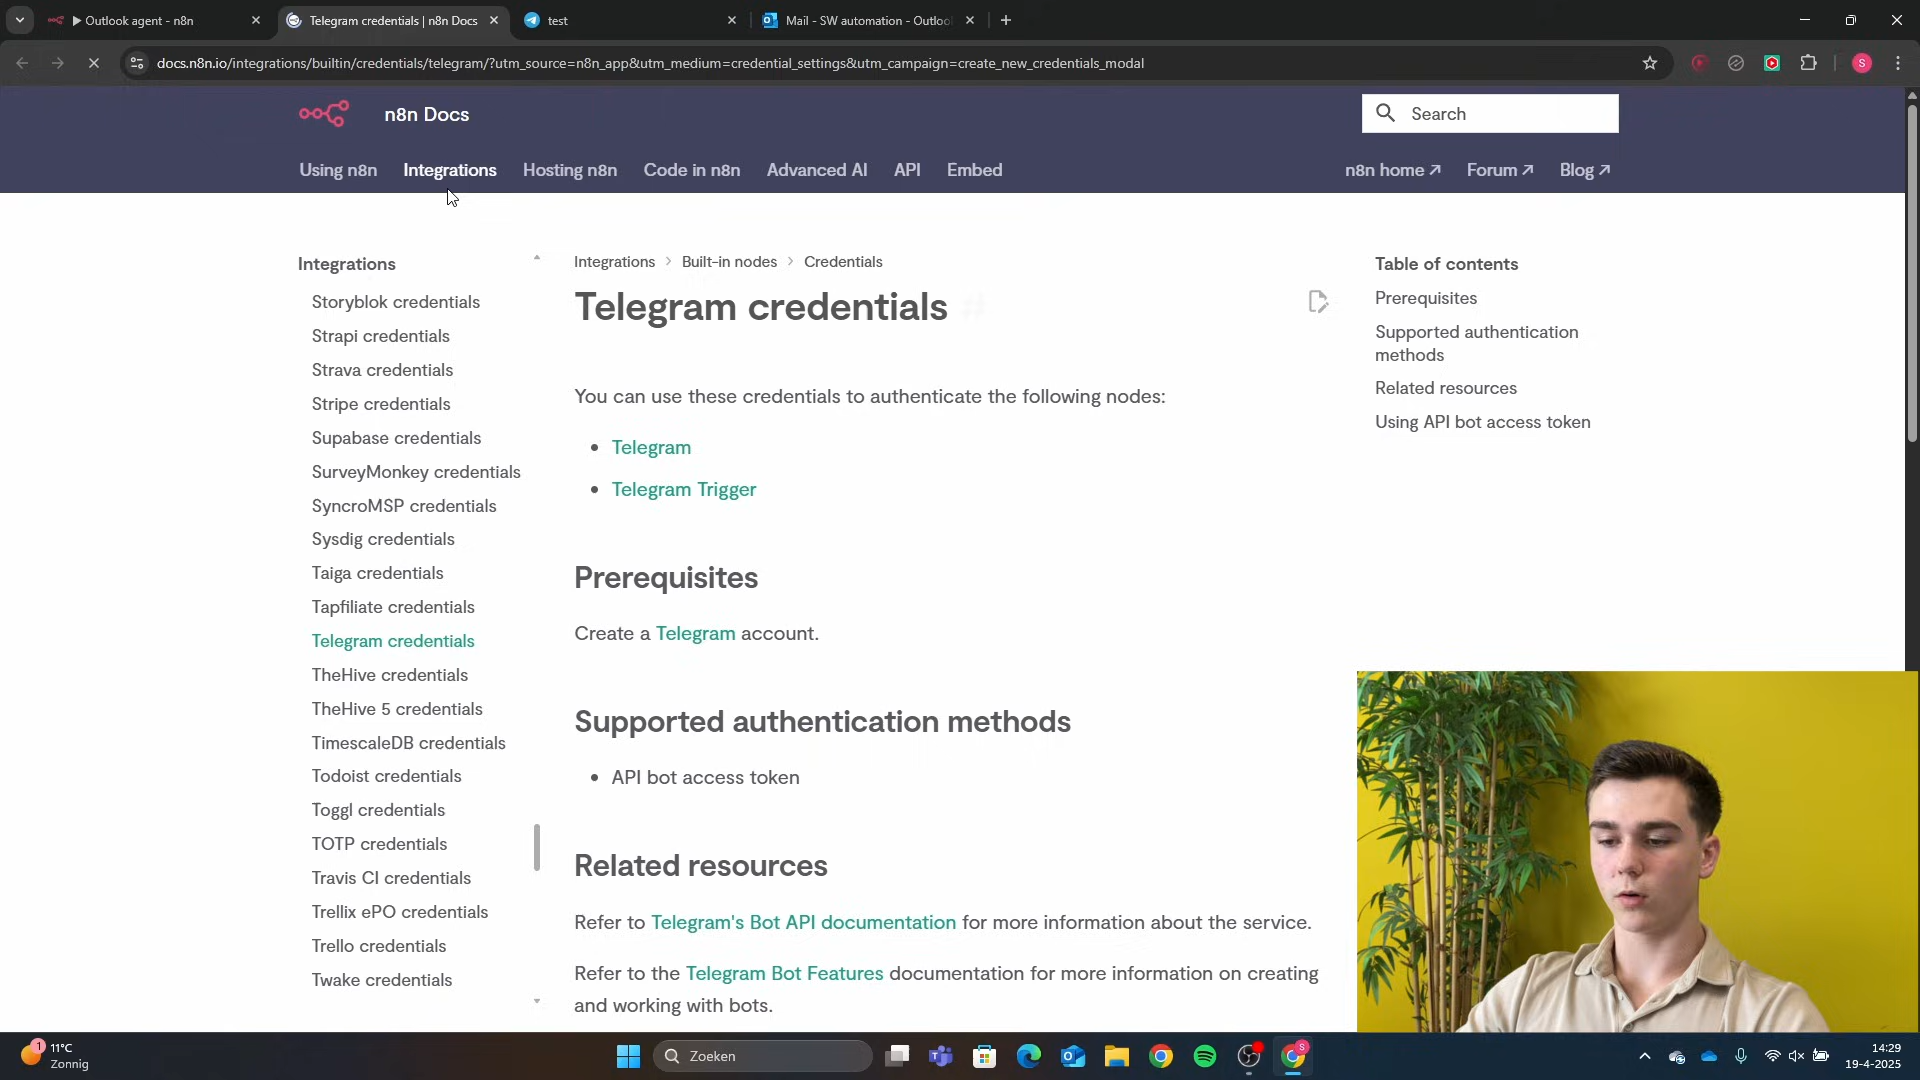 ▶ Outlook agent - n8n
Telegram credentials | n8n Docs
test
Mail - SW automation - Outloo
docs.n8n.io/integrations/builtin/credentials/telegram/?utm_source=n8n_app&utm_medium=credential_settings&utm_campaign=create_new_credentials_modal
S
n8n Docs
Search
Using n8n
Integrations
Hosting n8n
Code in n8n
Advanced AI
API
Embed
n8n home ↗
Forum ↗
Blog ↗
Integrations
Storyblok credentials
Strapi credentials
Strava credentials
Stripe credentials
Supabase credentials
SurveyMonkey credentials
SyncroMSP credentials
Sysdig credentials
Taiga credentials
Tapfiliate credentials
Telegram credentials
TheHive credentials
TheHive 5 credentials
TimescaleDB credentials
Todoist credentials
Toggl credentials
TOTP credentials
Travis CI credentials
Trellix ePO credentials
Trello credentials
Twake credentials
Integrations > Built-in nodes > Credentials
Telegram credentials #
You can use these credentials to authenticate the following nodes:
• Telegram
• Telegram Trigger
Prerequisites
Create a Telegram account.
Supported authentication methods
• API bot access token
Related resources
Refer to Telegram's Bot API documentation for more information about the service.
Refer to the Telegram Bot Features documentation for more information on creating
and working with bots.
Table of contents
Prerequisites
Supported authentication
methods
Related resources
Using API bot access token
1
11°C
Zonnig
Zoeken
S
14:29
19-4-2025